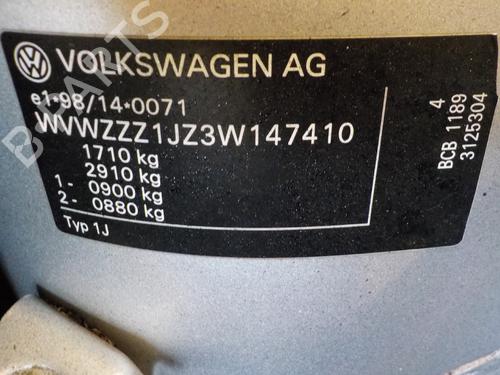 VOLKSWAGEN AG
e1*98/14*0071
WVWZZZ1JZ3W147410
1710 kg
2910 kg
1 - 0900 kg
2 - 0880 kg
Typ 1J
4
BCB 1189
3125304
B-PARTS